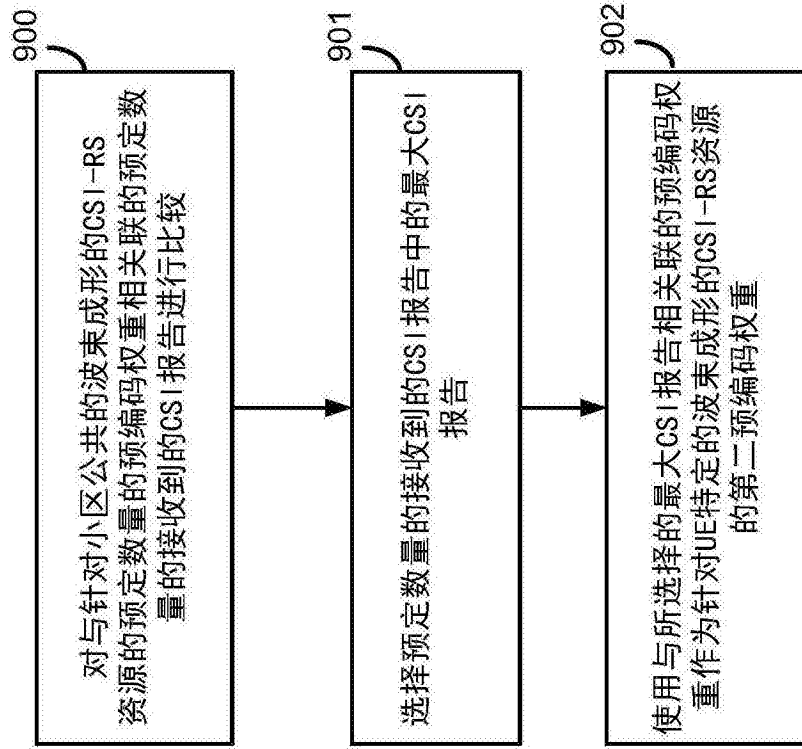 900
对与针对小区公共的波束成形的CSI-RS
资源的预定数量的预编码权重相关联的预定数
量的接收到的CSI报告进行比较
901
选择预定数量的接收到的CSI报告中的最大CSI
报告
902
使用与所选择的最大CSI报告相关联的预编码权
重作为针对UE特定的波束成形的CSI-RS资源
的第二预编码权重